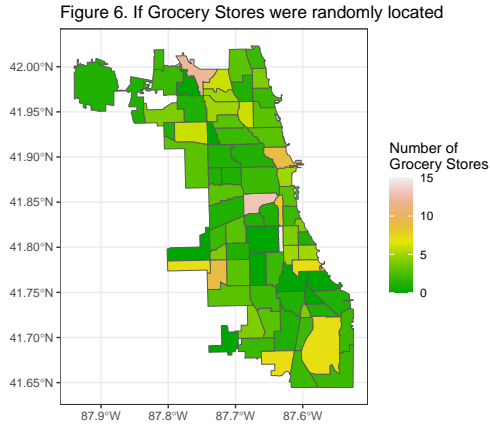 Figure 6. If Grocery Stores were randomly located
42.00°N
41.95°N
41.90°N
41.85°N
41.80°N
41.75°N
41.70°N
41.65°N
87.9°W 87.8°W 87.7°W 87.6°W
Number of
Grocery Stores
15
10
5
0